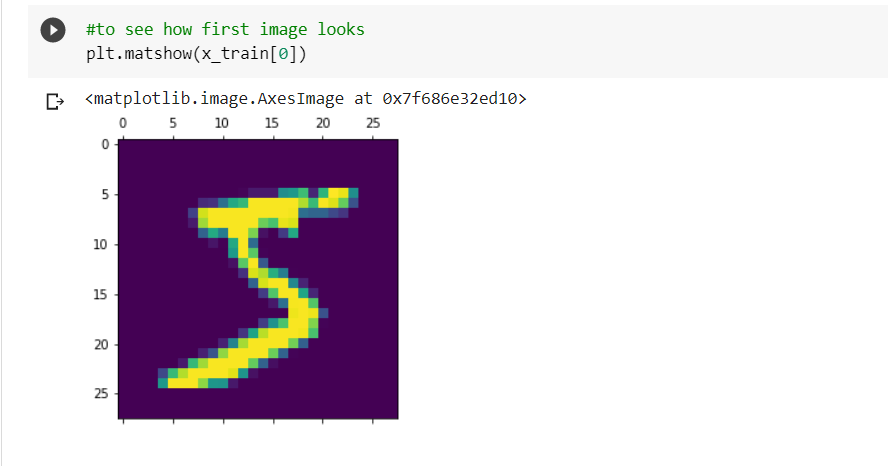 #to see how first image looks
plt.matshow(x_train[0])
<matplotlib.image.AxesImage at 0x7f686e32ed10>
0 5 10 15 20 25
0
5
10
15
20
25
5